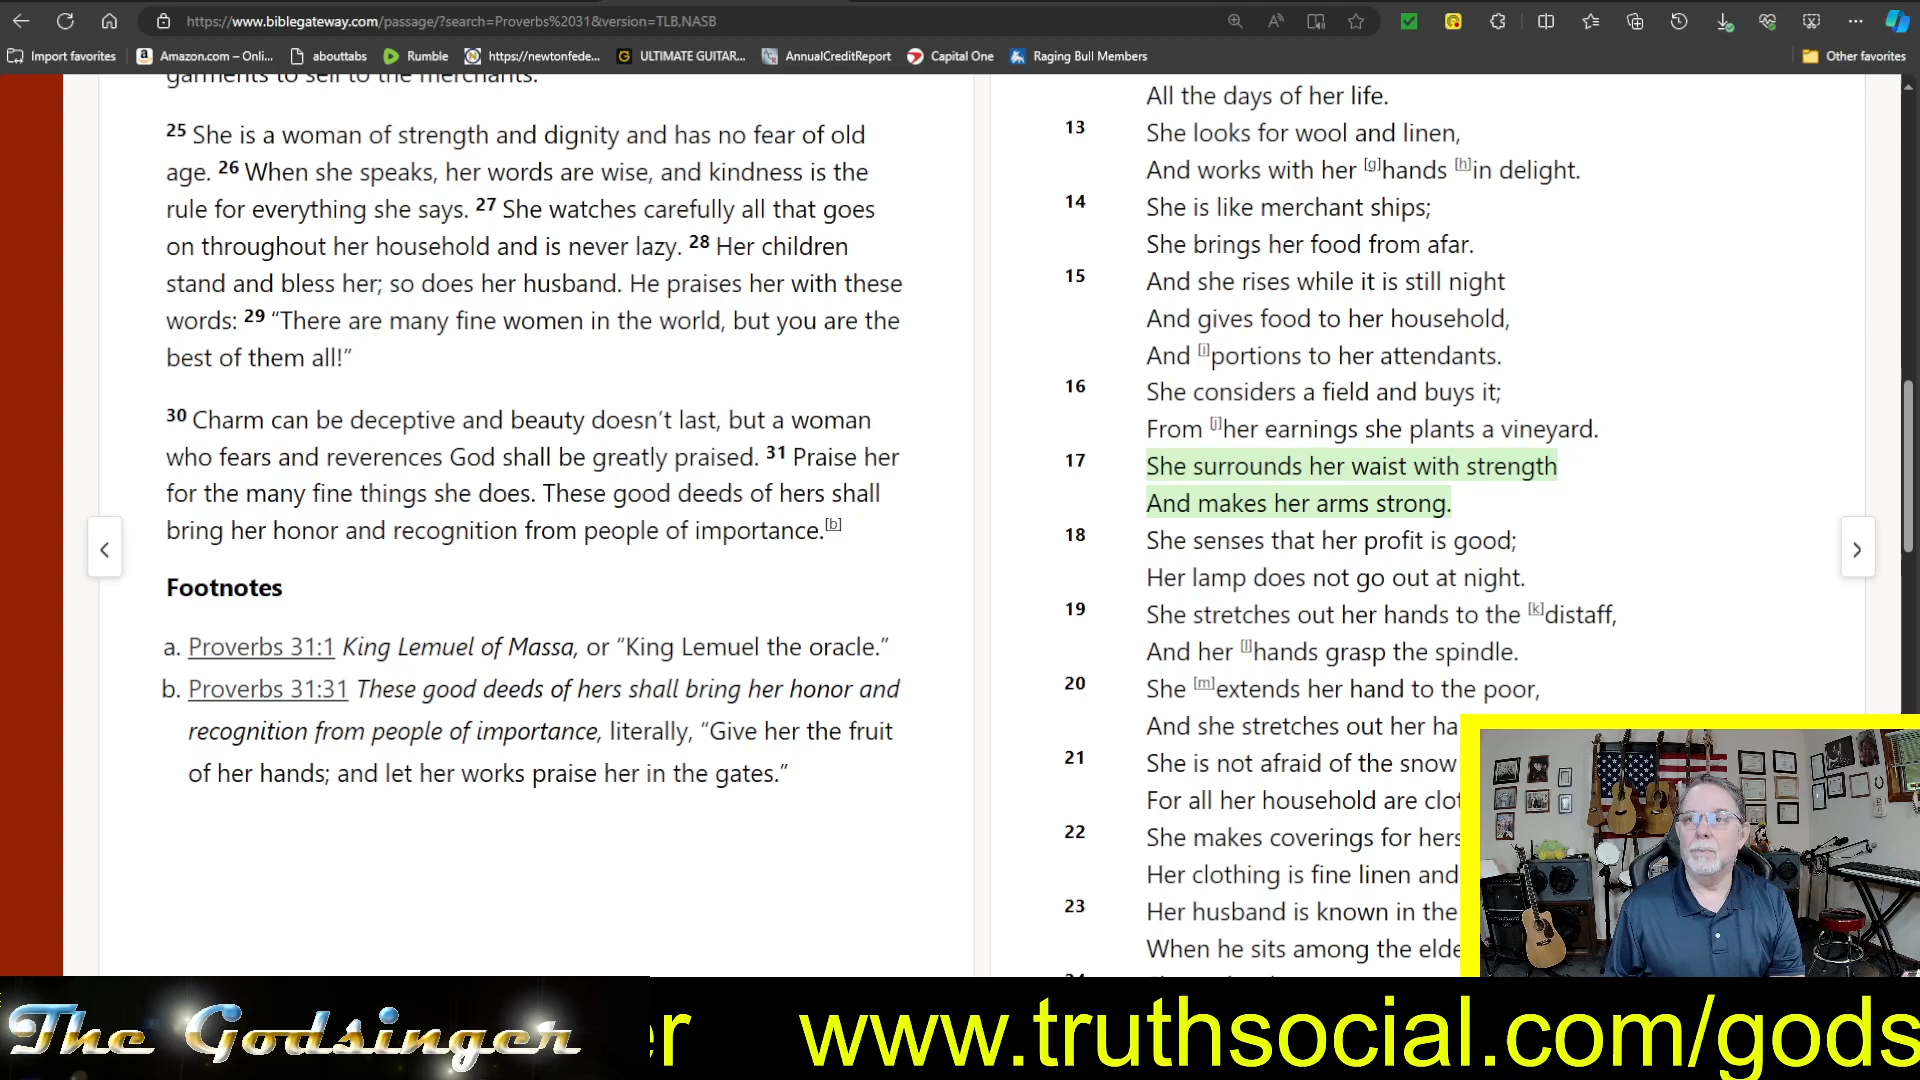 https://www.biblegateway.com/passage/?search=Proverbs%2031&version=TLB,NASB
Import favorites
Amazon.com – Onli...
abouttabs
Rumble
https://newtonfede...
ULTIMATE GUITAR...
AnnualCreditReport
Capital One
Raging Bull Members
Other favorites
garments to sell to the merchants.
25 She is a woman of strength and dignity and has no fear of old
age. 26 When she speaks, her words are wise, and kindness is the
rule for everything she says. 27 She watches carefully all that goes
on throughout her household and is never lazy. 28 Her children
stand and bless her; so does her husband. He praises her with these
words: 29 “There are many fine women in the world, but you are the
best of them all!”
30 Charm can be deceptive and beauty doesn’t last, but a woman
who fears and reverences God shall be greatly praised. 31 Praise her
for the many fine things she does. These good deeds of hers shall
bring her honor and recognition from people of importance.[b]
Footnotes
a. Proverbs 31:1 King Lemuel of Massa, or “King Lemuel the oracle.”
b. Proverbs 31:31 These good deeds of hers shall bring her honor and
recognition from people of importance, literally, “Give her the fruit
of her hands; and let her works praise her in the gates.”
All the days of her life.
13 She looks for wool and linen,
And works with her [g]hands [h]in delight.
14 She is like merchant ships;
She brings her food from afar.
15 And she rises while it is still night
And gives food to her household,
And [i]portions to her attendants.
16 She considers a field and buys it;
From [j]her earnings she plants a vineyard.
17 She surrounds her waist with strength
And makes her arms strong.
18 She senses that her profit is good;
Her lamp does not go out at night.
19 She stretches out her hands to the [k]distaff,
And her [l]hands grasp the spindle.
20 She [m]extends her hand to the poor,
And she stretches out her ha
21 She is not afraid of the snow
For all her household are clot
22 She makes coverings for hers
Her clothing is fine linen and
23 Her husband is known in the
When he sits among the elde
The Godsinger
er www.truthsocial.com/gods